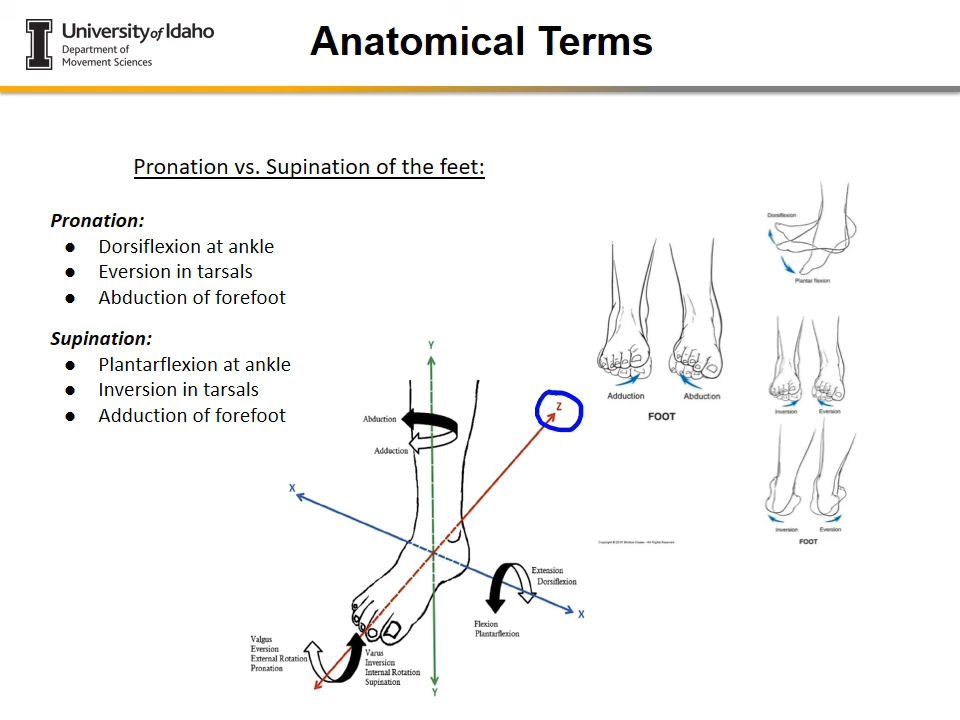 University of Idaho
Department of
Movement Sciences
Anatomical Terms
Pronation vs. Supination of the feet:
Pronation:
● Dorsiflexion at ankle
● Eversion in tarsals
● Abduction of forefoot
Supination:
● Plantarflexion at ankle
● Inversion in tarsals
● Adduction of forefoot
Y
Z
Abduction
Adduction
X
Extension
Dorsiflexion
X
Flexion
Plantarflexion
Valgus
Eversion
External Rotation
Pronation
Varus
Inversion
Internal Rotation
Supination
Y
Adduction
Abduction
FOOT
Dorsiflexion
Plantar flexion
Inversion
Eversion
Inversion
Eversion
FOOT